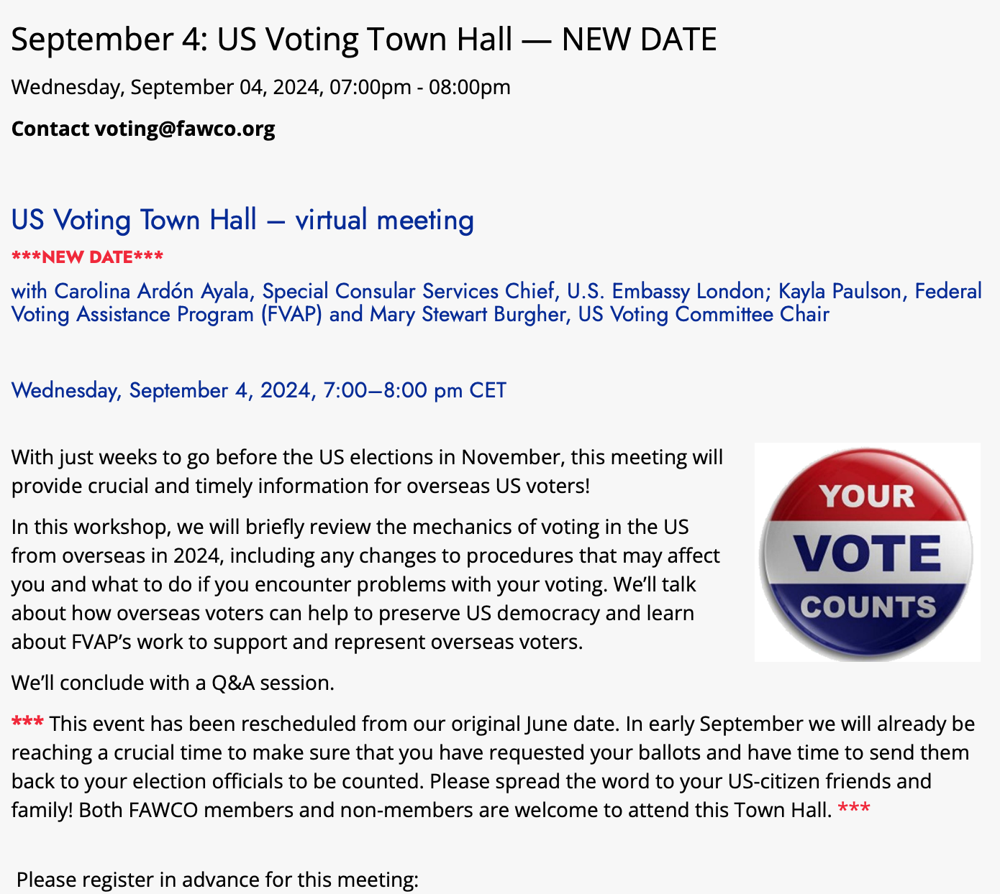 September 4: US Voting Town Hall — NEW DATE
Wednesday, September 04, 2024, 07:00pm - 08:00pm
Contact voting@fawco.org
US Voting Town Hall – virtual meeting
***NEW DATE***
with Carolina Ardón Ayala, Special Consular Services Chief, U.S. Embassy London; Kayla Paulson, Federal
Voting Assistance Program (FVAP) and Mary Stewart Burgher, US Voting Committee Chair
Wednesday, September 4, 2024, 7:00–8:00 pm CET
With just weeks to go before the US elections in November, this meeting will
provide crucial and timely information for overseas US voters!
In this workshop, we will briefly review the mechanics of voting in the US
from overseas in 2024, including any changes to procedures that may affect
you and what to do if you encounter problems with your voting. We’ll talk
about how overseas voters can help to preserve US democracy and learn
about FVAP’s work to support and represent overseas voters.
YOUR
VOTE
COUNTS
We’ll conclude with a Q&A session.
*** This event has been rescheduled from our original June date. In early September we will already be
reaching a crucial time to make sure that you have requested your ballots and have time to send them
back to your election officials to be counted. Please spread the word to your US-citizen friends and
family! Both FAWCO members and non-members are welcome to attend this Town Hall. ***
Please register in advance for this meeting: